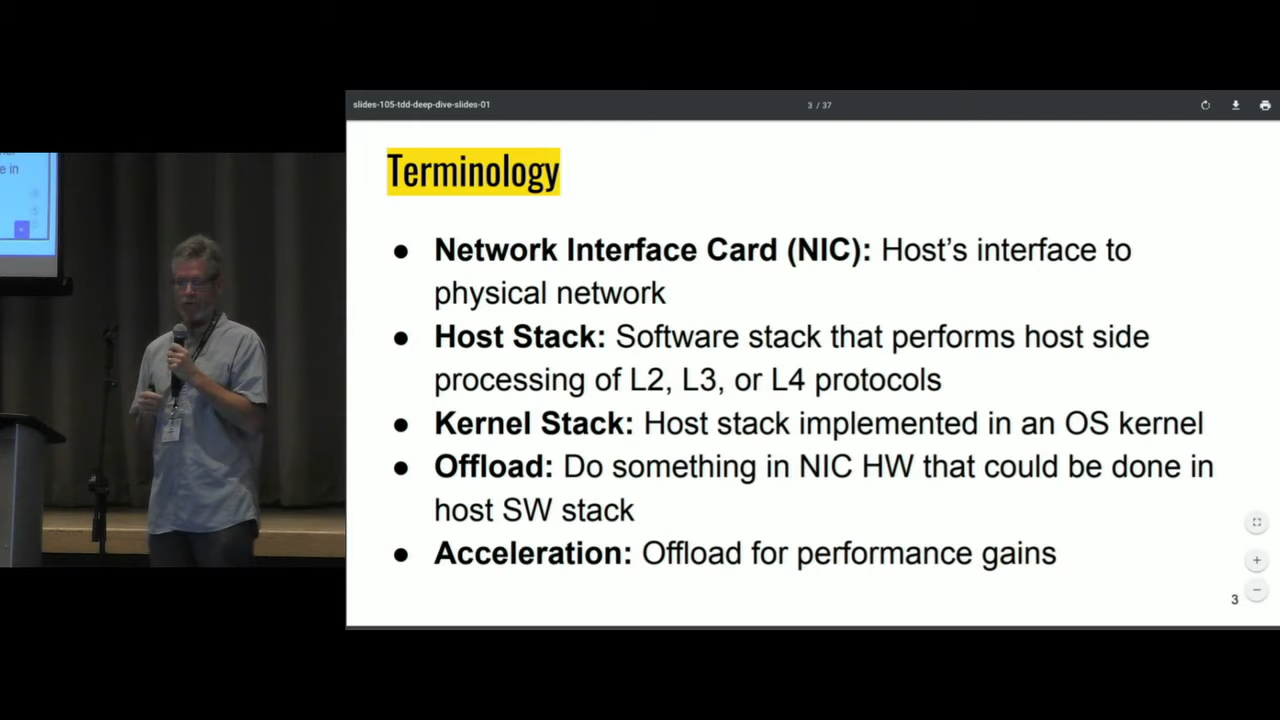 slides-105-tdd-deep-dive-slides-01
3 / 37
e in
Terminology
● Network Interface Card (NIC): Host’s interface to
physical network
● Host Stack: Software stack that performs host side
processing of L2, L3, or L4 protocols
● Kernel Stack: Host stack implemented in an OS kernel
● Offload: Do something in NIC HW that could be done in
host SW stack
● Acceleration: Offload for performance gains
3